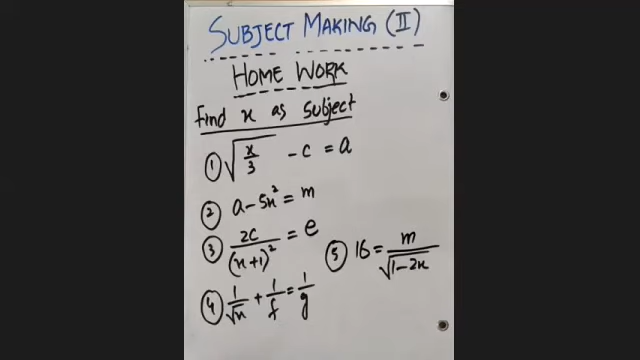 SUBJECT MAKING (II)
HOME WORK
Find x as subject
① √(x/3) - c = a
② a - 5x² = m
③ 2c/(x+1)² = e
④ 1/√x + 1/f = 1/g
⑤ 16 = m/√(1-2x)